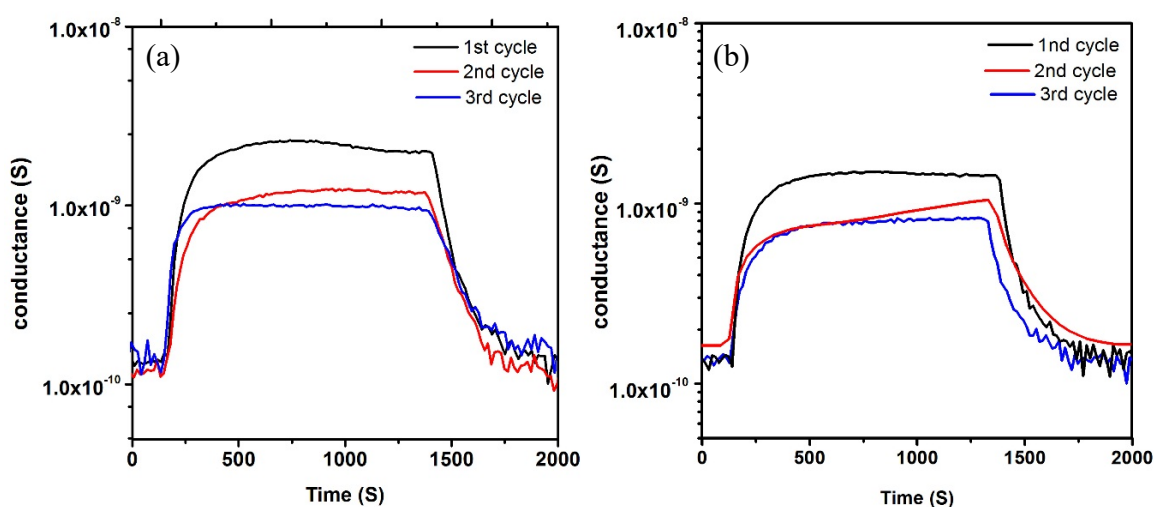 1.0x10⁻⁸
(a)
1st cycle
2nd cycle
3rd cycle
1.0x10⁻⁹
1.0x10⁻¹⁰
conductance (S)
0 500 1000 1500 2000
Time (S)
1.0x10⁻⁸
(b)
1nd cycle
2nd cycle
3rd cycle
1.0x10⁻⁹
1.0x10⁻¹⁰
conductance (S)
0 500 1000 1500 2000
Time (S)